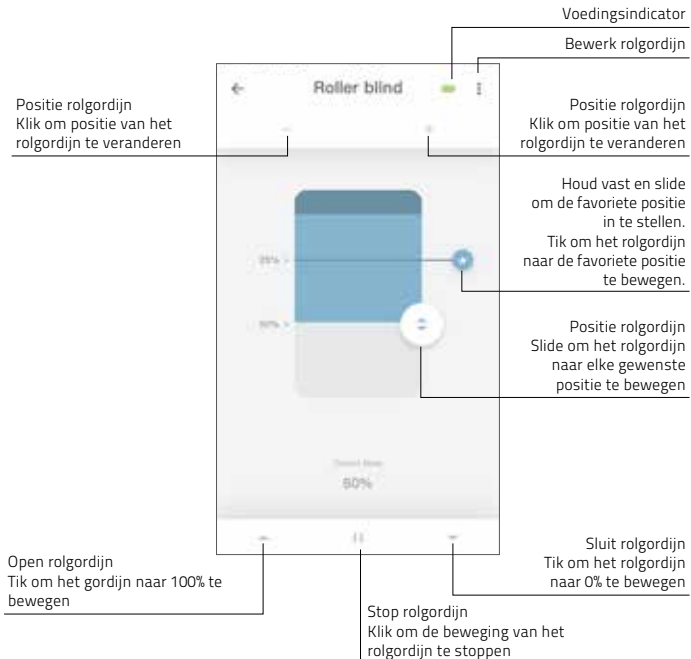 Voedingsindicator
Bewerk rolgordijn
Roller blind
Positie rolgordijn
Klik om positie van het
rolgordijn te veranderen
Positie rolgordijn
Klik om positie van het
rolgordijn te veranderen
Houd vast en slide
om de favoriete positie
in te stellen.
Tik om het rolgordijn
naar de favoriete positie
te bewegen.
50%
Positie rolgordijn
Slide om het rolgordijn
naar elke gewenste
positie te bewegen
50%
Open rolgordijn
Tik om het gordijn naar 100% te
bewegen
Sluit rolgordijn
Tik om het rolgordijn
naar 0% te bewegen
Stop rolgordijn
Klik om de beweging van het
rolgordijn te stoppen